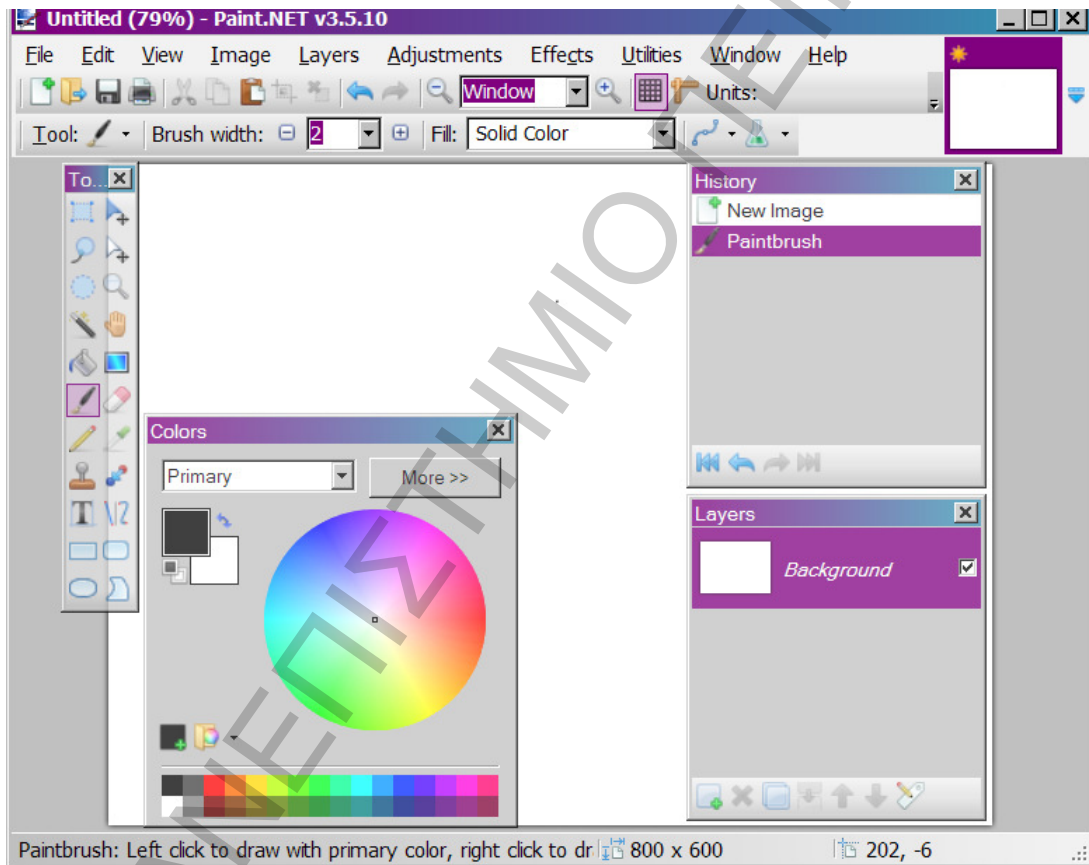 Untitled (79%) - Paint.NET v3.5.10
File Edit View Image Layers Adjustments Effects Utilities Window Help
Window Units:
Tool: Brush width: 2 Fill: Solid Color
To...
History
New Image
Paintbrush
Colors
Primary More >>
Layers
Background
Paintbrush: Left click to draw with primary color, right click to dr 800 x 600 202, -6